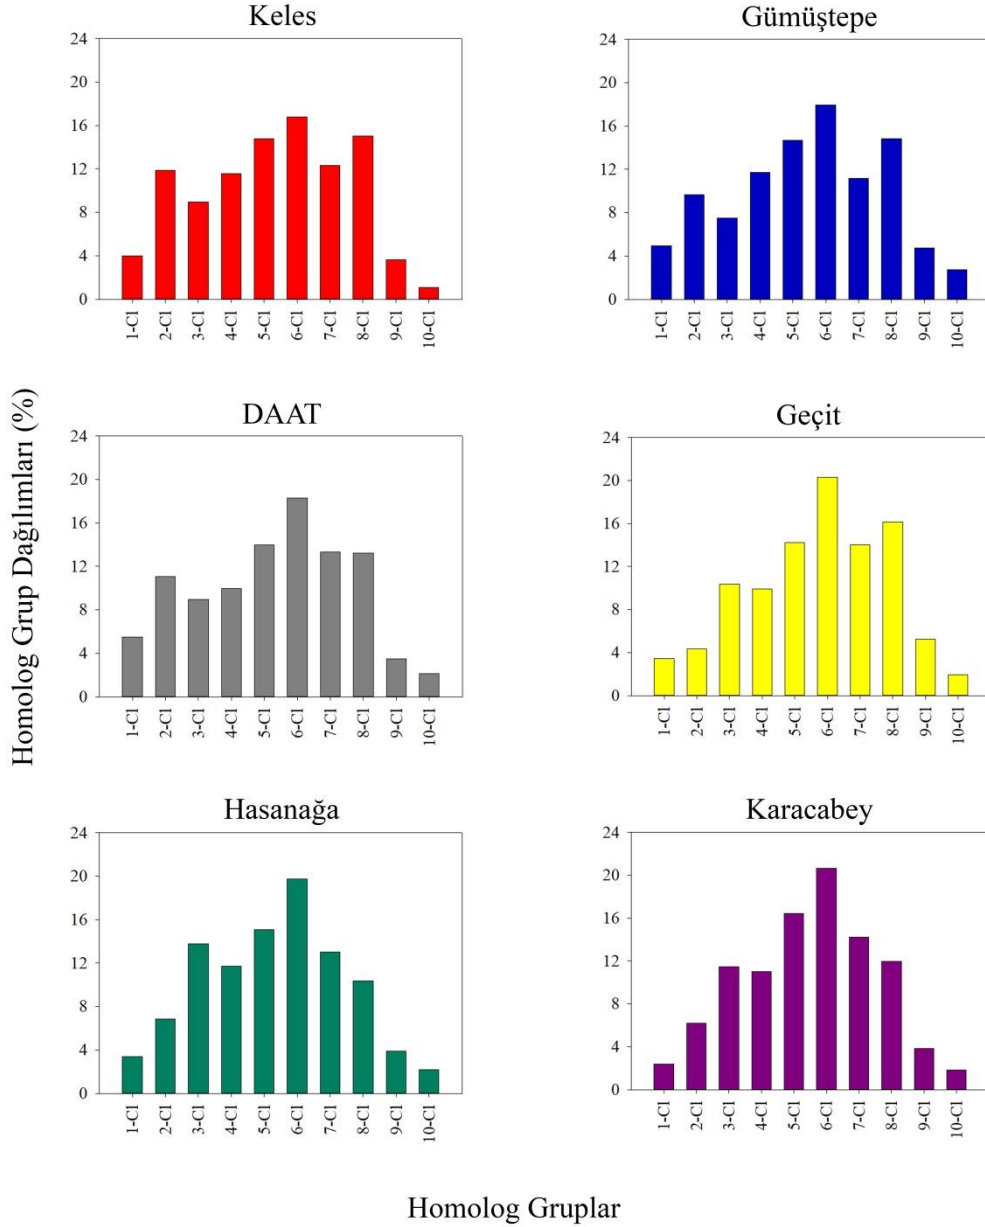 Keles
24
20
16
12
8
4
0
1-Cl
2-Cl
3-Cl
4-Cl
5-Cl
6-Cl
7-Cl
8-Cl
9-Cl
10-Cl
Gümüştepe
24
20
16
12
8
4
0
1-Cl
2-Cl
3-Cl
4-Cl
5-Cl
6-Cl
7-Cl
8-Cl
9-Cl
10-Cl
Homolog Grup Dağılımları (%)
DAAT
24
20
16
12
8
4
0
1-Cl
2-Cl
3-Cl
4-Cl
5-Cl
6-Cl
7-Cl
8-Cl
9-Cl
10-Cl
Geçit
24
20
16
12
8
4
0
1-Cl
2-Cl
3-Cl
4-Cl
5-Cl
6-Cl
7-Cl
8-Cl
9-Cl
10-Cl
Hasanağa
24
20
16
12
8
4
0
1-Cl
2-Cl
3-Cl
4-Cl
5-Cl
6-Cl
7-Cl
8-Cl
9-Cl
10-Cl
Karacabey
24
20
16
12
8
4
0
1-Cl
2-Cl
3-Cl
4-Cl
5-Cl
6-Cl
7-Cl
8-Cl
9-Cl
10-Cl
Homolog Gruplar